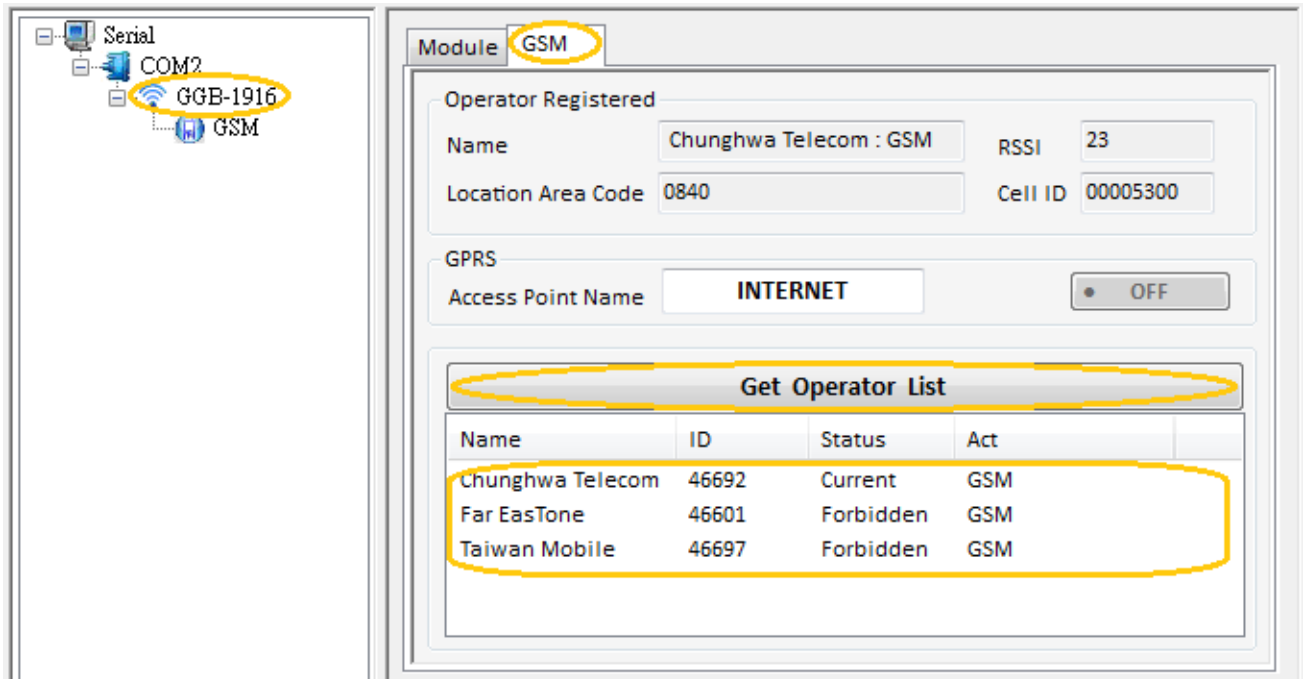 Serial
COM2
GGB-1916
GSM
Module GSM
Operator Registered
Name Chunghwa Telecom : GSM RSSI 23
Location Area Code 0840 Cell ID 00005300
GPRS
Access Point Name INTERNET OFF
Get Operator List
Name ID Status Act
Chunghwa Telecom 46692 Current GSM
Far EasTone 46601 Forbidden GSM
Taiwan Mobile 46697 Forbidden GSM